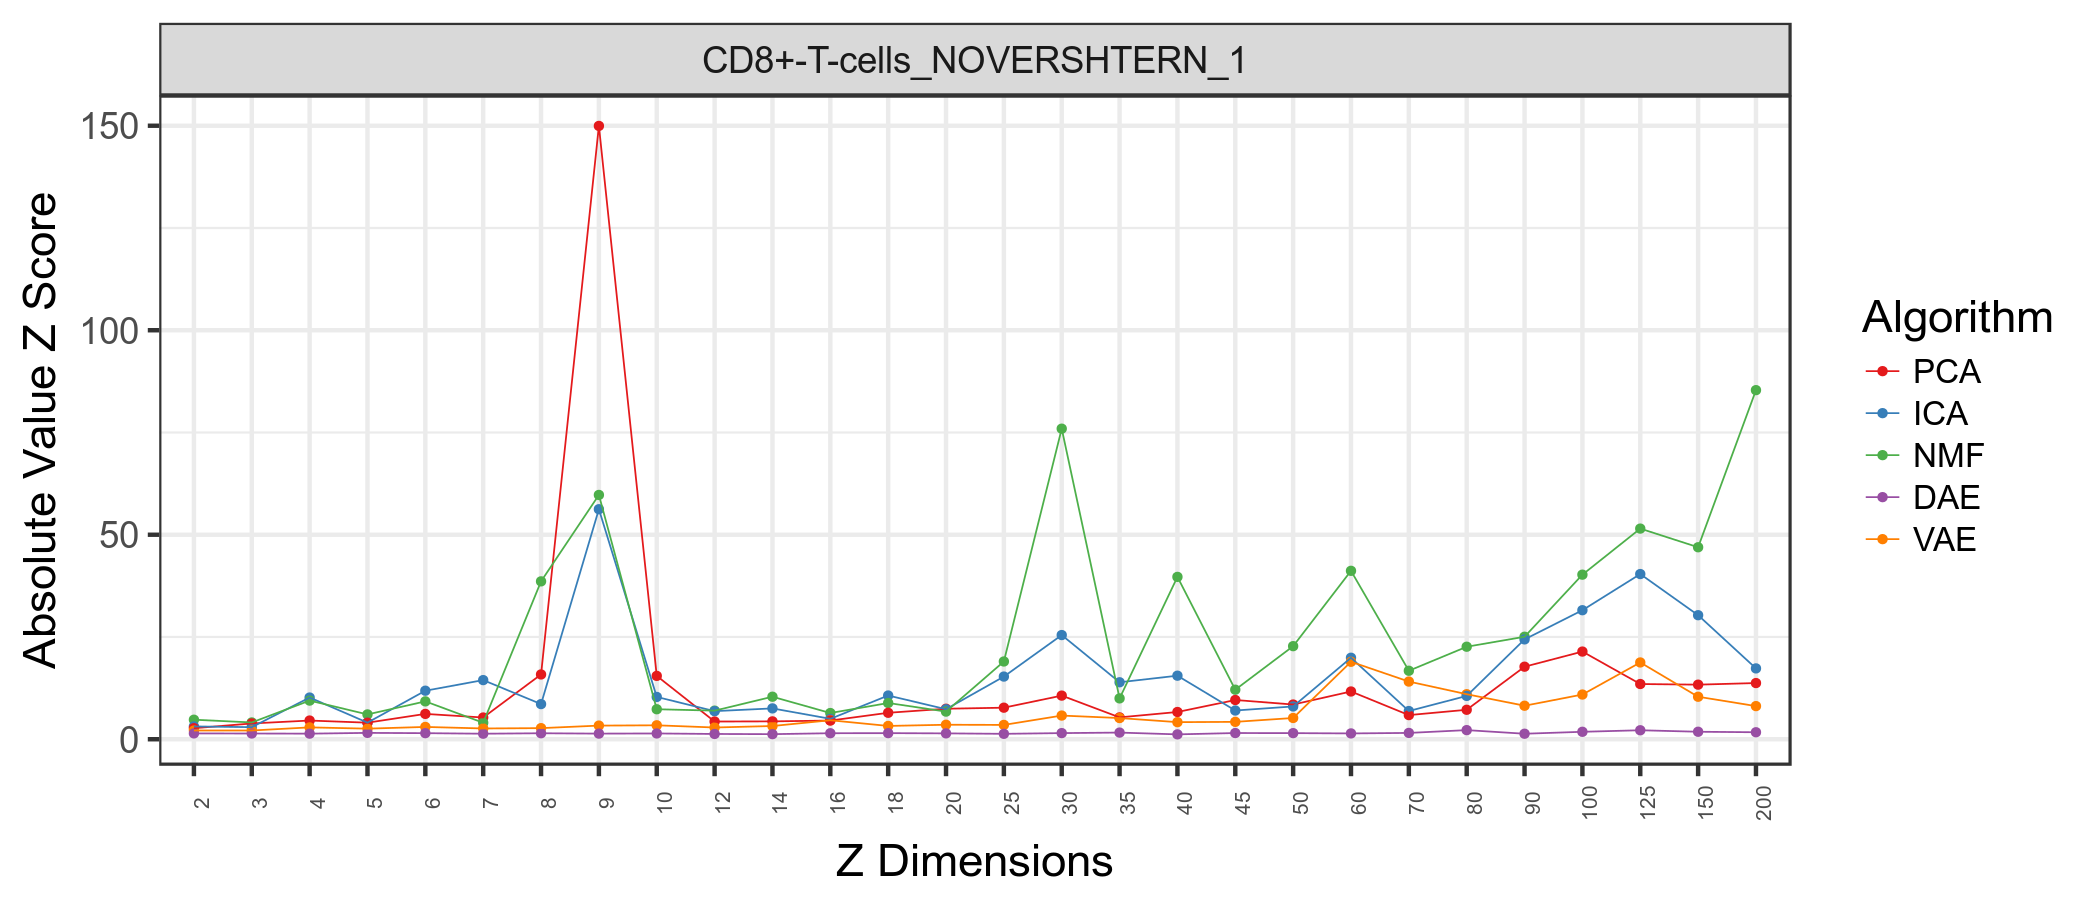 CD8+-T-cells_NOVERSHTERN_1
Absolute Value Z Score
150
100
50
0
2 3 4 5 6 7 8 9 10 12 14 16 18 20 25 30 35 40 45 50 60 70 80 90 100 125 150 200
Z Dimensions
Algorithm
PCA
ICA
NMF
DAE
VAE